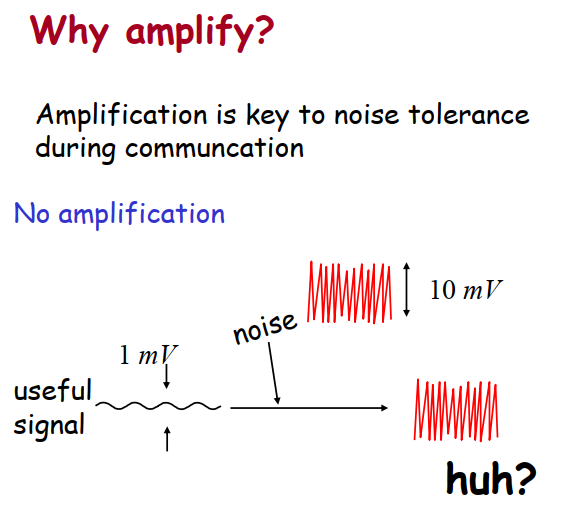 Why amplify?
Amplification is key to noise tolerance
during communcation
No amplification
10 mV
noise
1 mV
useful
signal
huh?